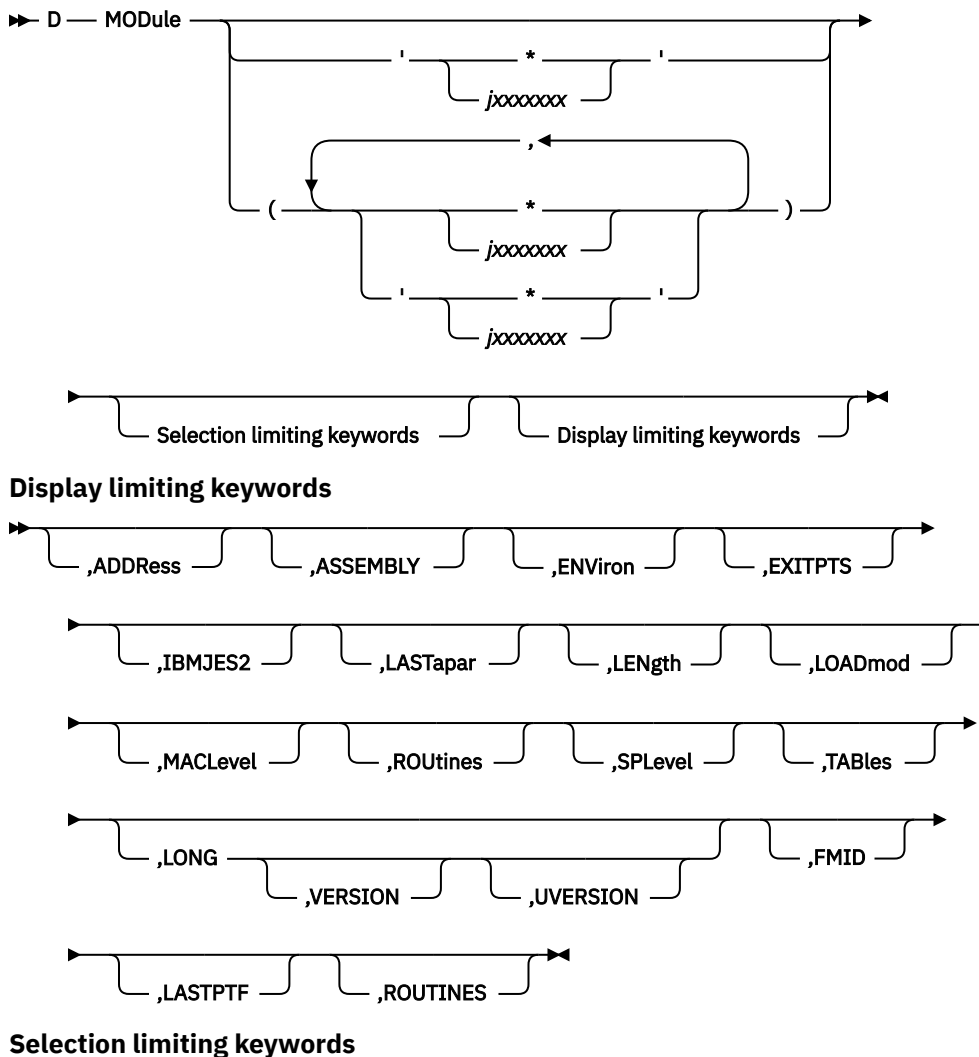 D MODule
' * '
jxxxxxxx
,
( * )
jxxxxxxx
' * '
jxxxxxxx
Selection limiting keywords Display limiting keywords
Display limiting keywords
,ADDRess ,ASSEMBLY ,ENViron ,EXITPTS
,IBMJES2 ,LASTapar ,LENgth ,LOADmod
,MACLevel ,ROUtines ,SPLevel ,TABles
,LONG ,FMID
,VERSION ,UVERSION
,LASTPTF ,ROUTINES
Selection limiting keywords